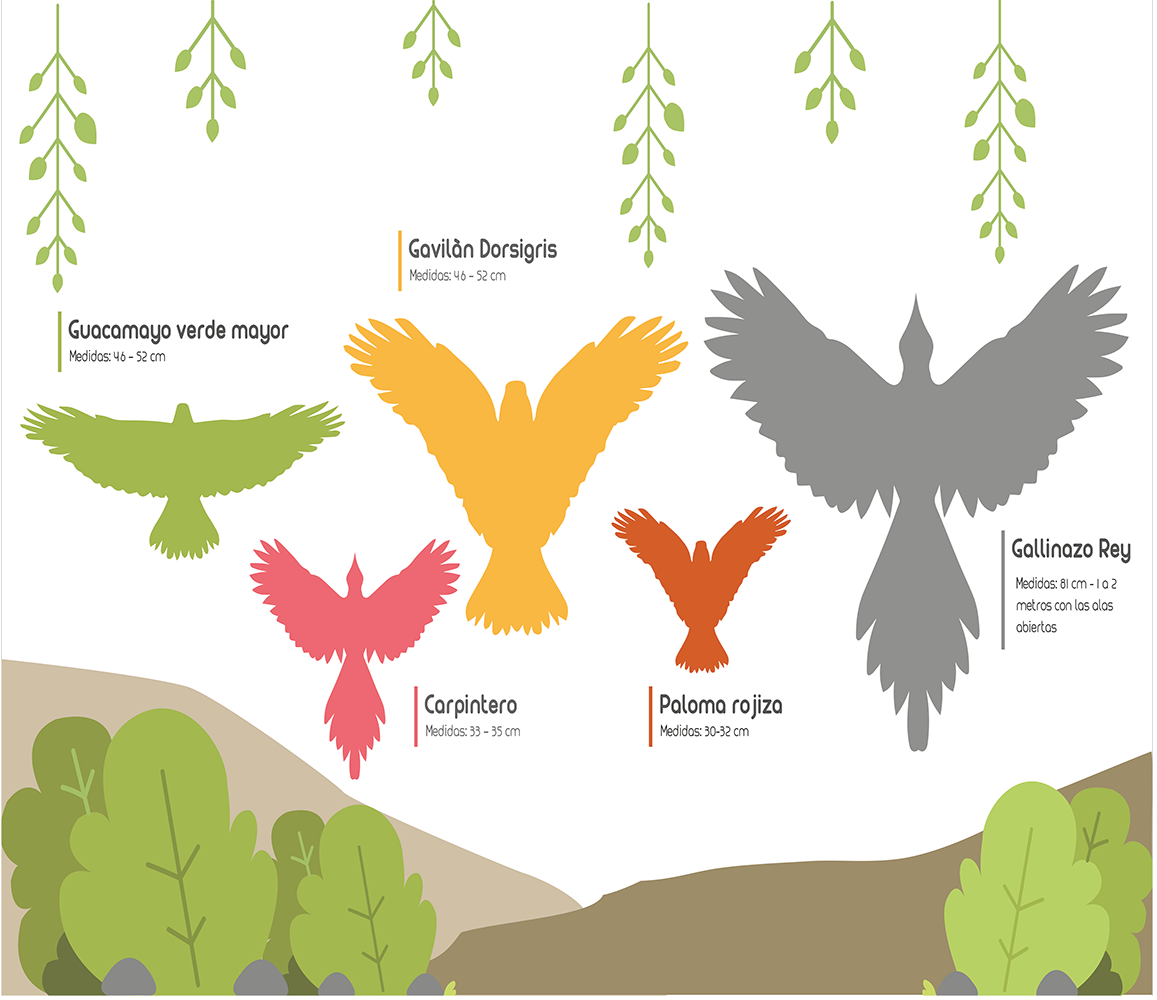 Gavilàn Dorsigris
Medidas: 46 - 52 cm
Guacamayo verde mayor
Medidas: 46 - 52 cm
Gallinazo Rey
Medidas: 81 cm - 1 a 2
metros con las alas
abiertas
Carpintero
Medidas: 33 - 35 cm
Paloma rojiza
Medidas: 30-32 cm